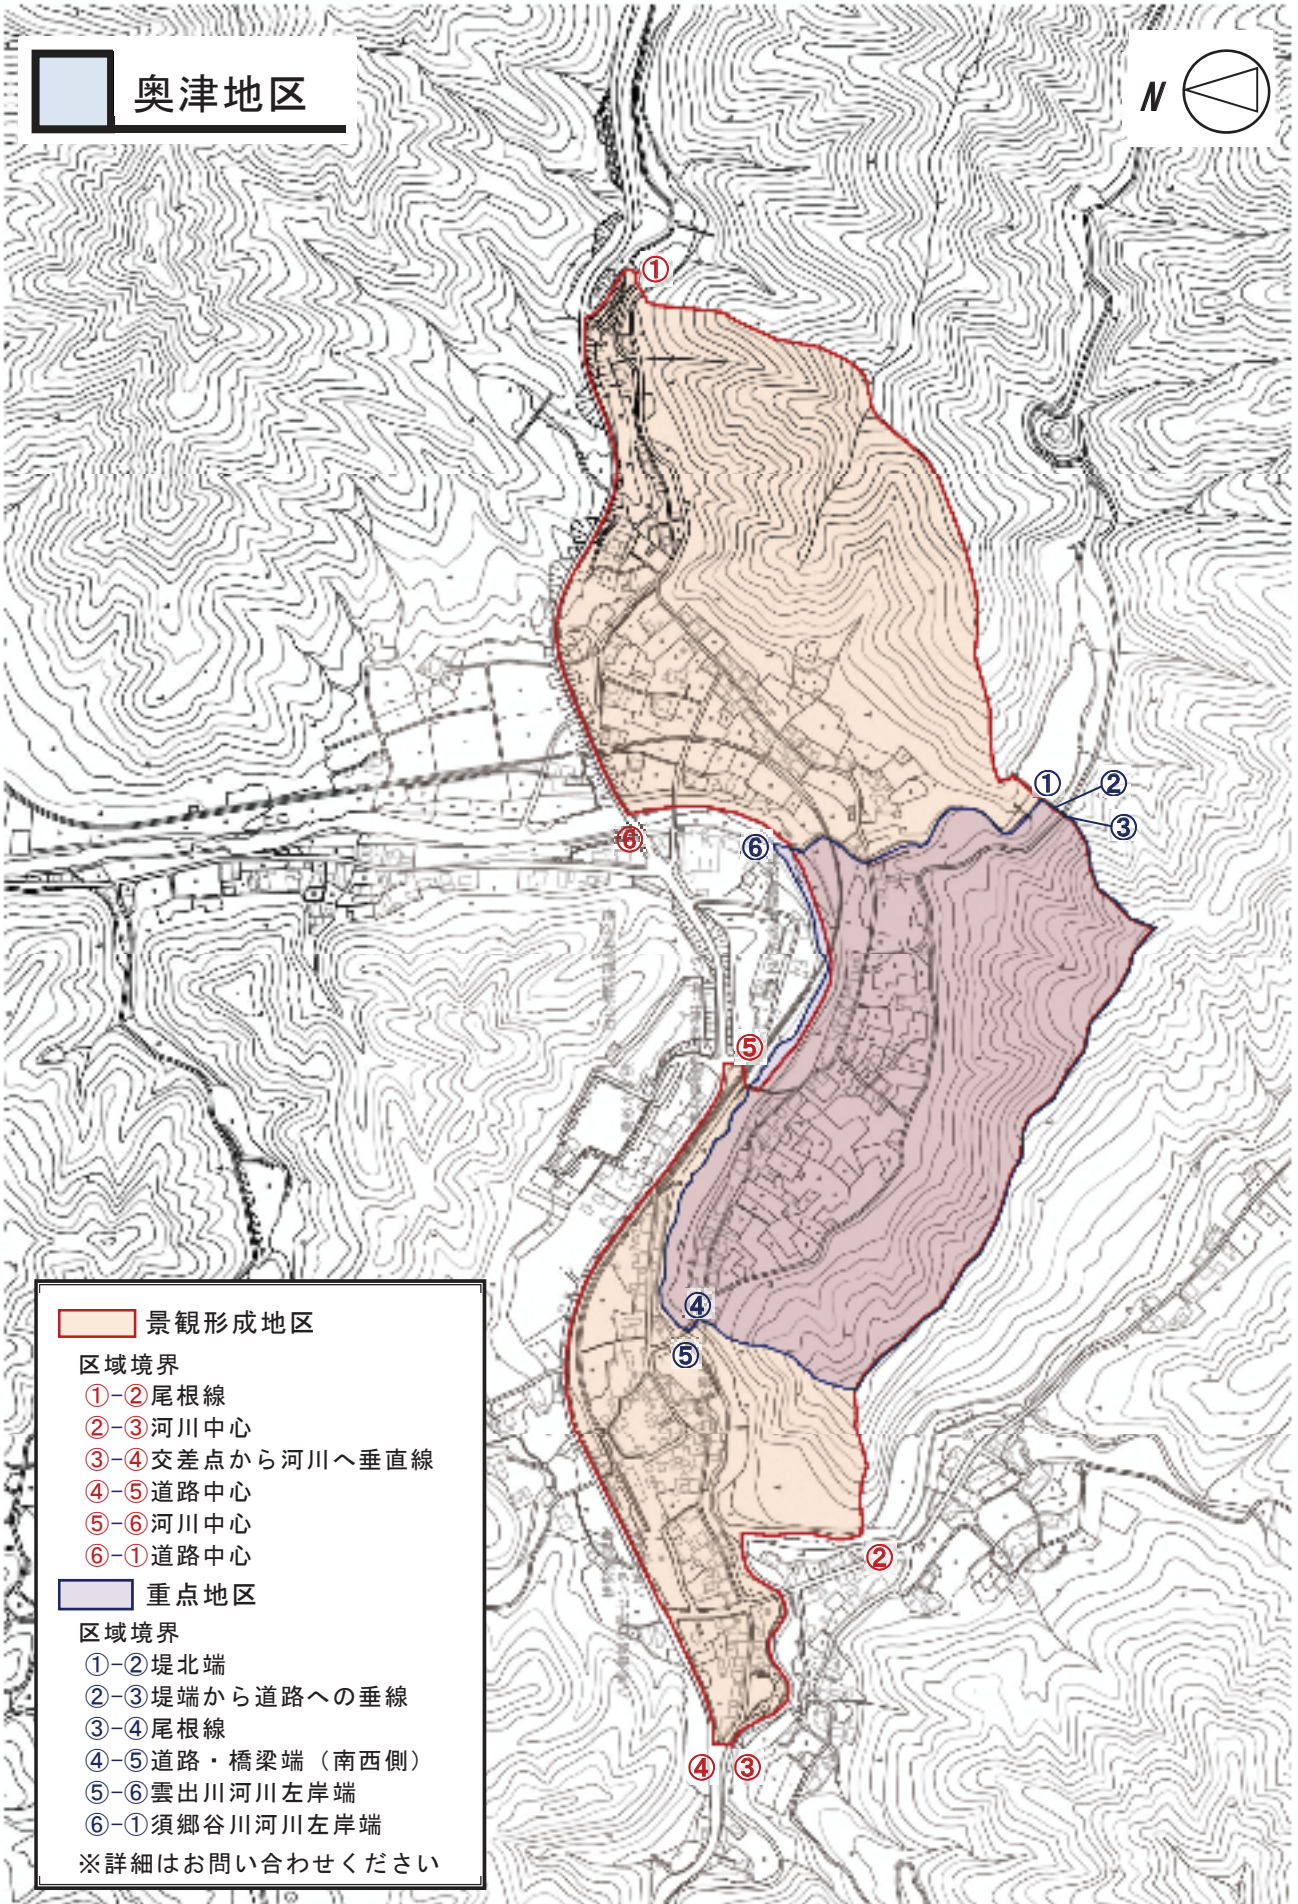 奥津地区
N
①
①
②
③
⑥
⑥
⑤
④
⑤
②
④ ③
景観形成地区
区域境界
①-②尾根線
②-③河川中心
③-④交差点から河川へ垂直線
④-⑤道路中心
⑤-⑥河川中心
⑥-①道路中心
重点地区
区域境界
①-②堤北端
②-③堤端から道路への垂線
③-④尾根線
④-⑤道路・橋梁端（南西側）
⑤-⑥雲出川河川左岸端
⑥-①須郷谷川河川左岸端
※詳細はお問い合わせください